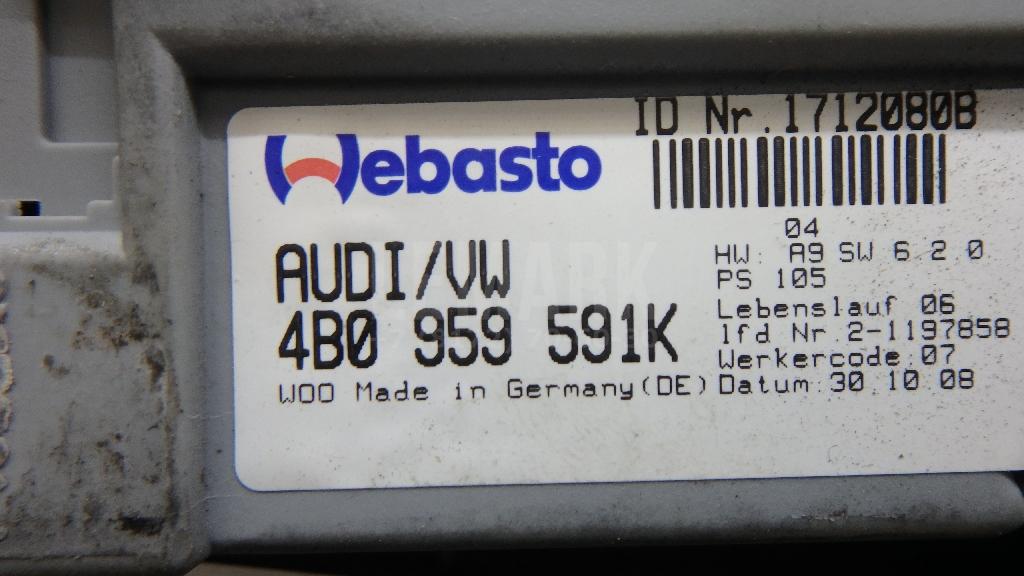 ID Nr.1712080B
Webasto
04
HW: A9 SW 6.2.0
PS 105
AUDI/VW
4B0 959 591K
Lebenslauf 06
lfd Nr.2-1197858
Werkercode:07
W00 Made in Germany(DE) Datum:30.10.08